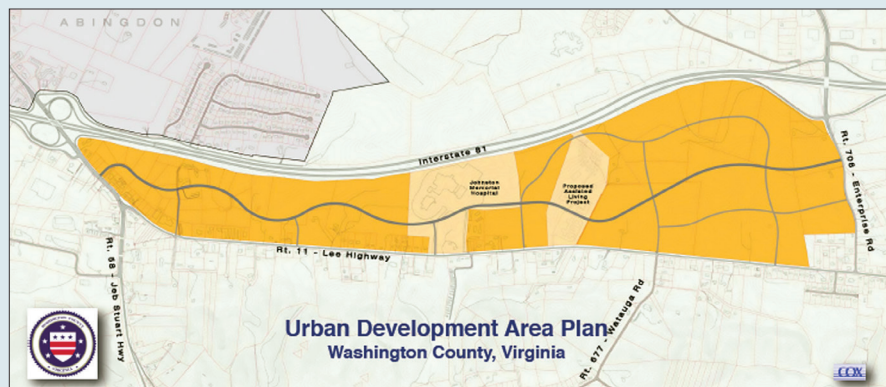 ABINGDON
Interstate 81
Johnston
Memorial
Hospital
Proposed
Assisted
Living
Project
Rt. 706 - Enterprise Rd
Rt. 11 - Lee Highway
Rt. 58 - Jeb Stuart Hwy
Rt. 677 - Watauga Rd
Urban Development Area Plan
Washington County, Virginia
COX